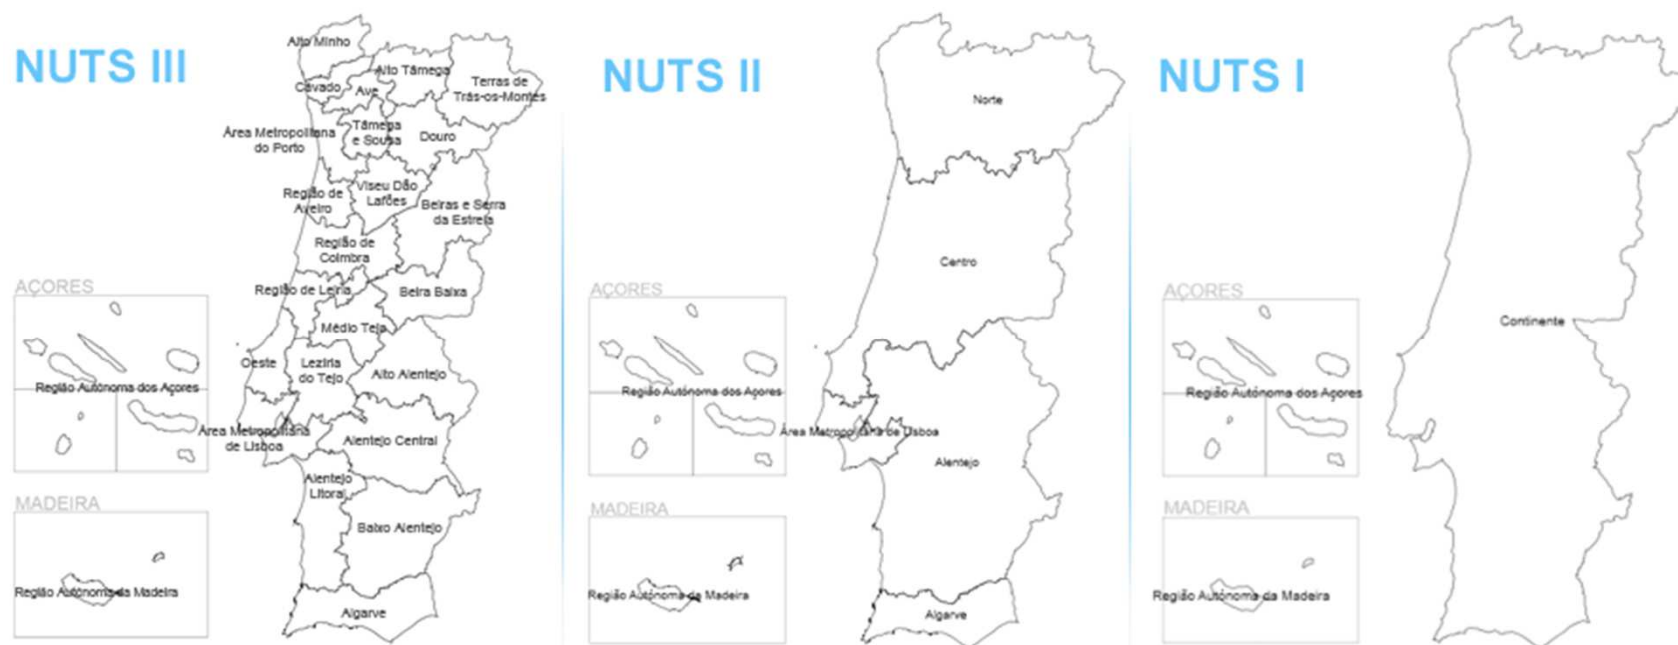 NUTS III
Alto Minho
Alto Tâmega
Terras de
Trás-os-Montes
Cávado
Ave
Área Metropolitana
do Porto
Tâmega
e Sousa
Douro
Região de
Aveiro
Viseu Dão
Lafões
Beiras e Serra
da Estrela
Região de
Coimbra
AÇORES
Região de Leiria
Beira Baixa
Médio Tejo
Oeste
Lezíria
do Tejo
Alto Alentejo
Região Autónoma dos Açores
Área Metropolitana
de Lisboa
Alentejo Central
Alentejo
Litoral
MADEIRA
Baixo Alentejo
Região Autónoma da Madeira
Algarve
NUTS II
Norte
Centro
AÇORES
Região Autónoma dos Açores
Área Metropolitana de Lisboa
Alentejo
MADEIRA
Região Autónoma da Madeira
Algarve
NUTS I
AÇORES
Continente
Região Autónoma dos Açores
MADEIRA
Região Autónoma da Madeira